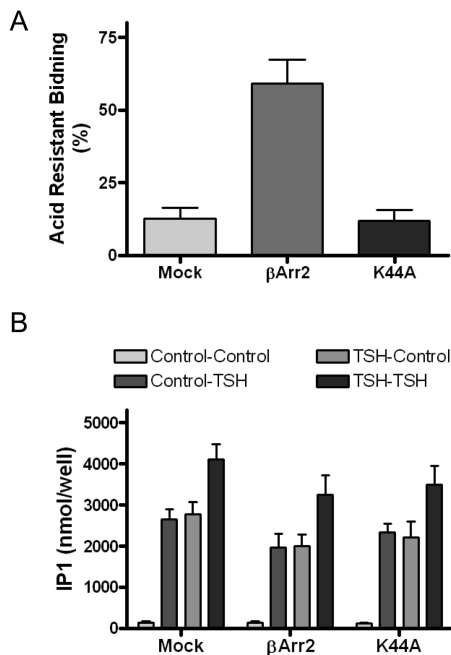 A
Acid Resistant Bidning
(%)
75
50
25
0
Mock βArr2 K44A
B
Control-Control TSH-Control
Control-TSH TSH-TSH
IP1 (nmol/well)
5000
4000
3000
2000
1000
0
Mock βArr2 K44A